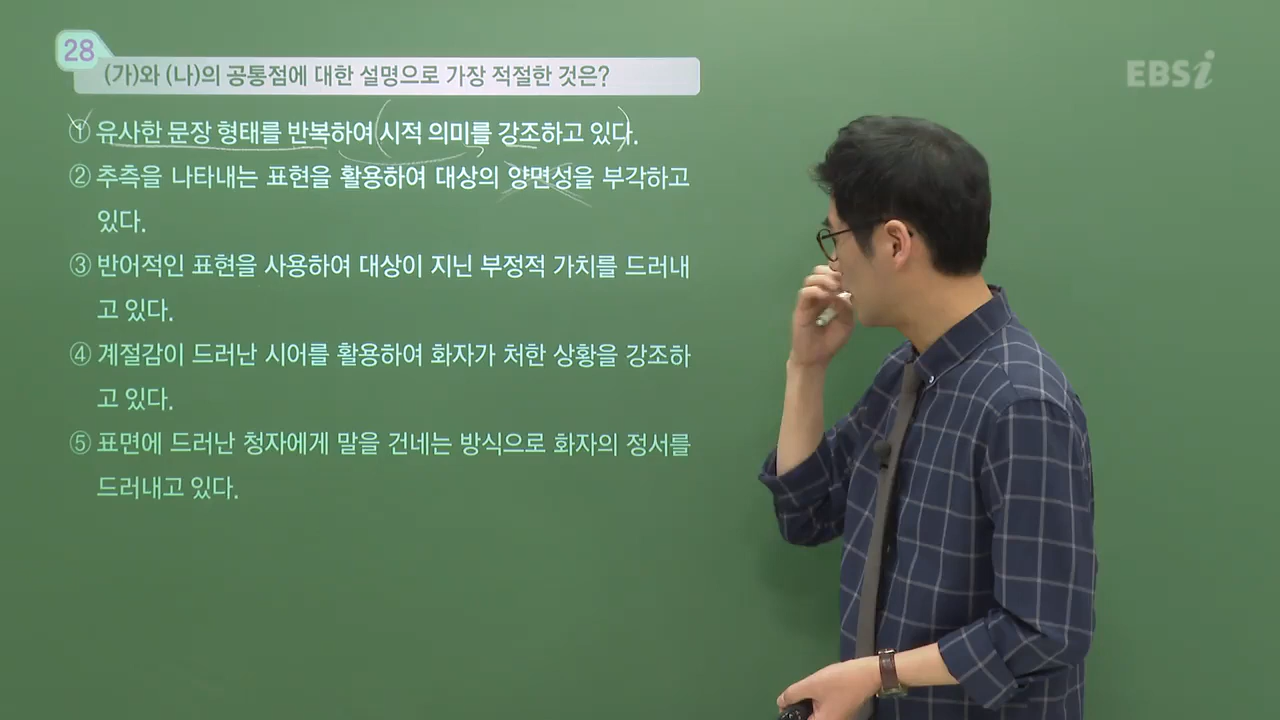 28
(가)와 (나)의 공통점에 대한 설명으로 가장 적절한 것은?
EBSi
① 유사한 문장 형태를 반복하여 시적 의미를 강조하고 있다.
② 추측을 나타내는 표현을 활용하여 대상의 양면성을 부각하고
있다.
③ 반어적인 표현을 사용하여 대상이 지닌 부정적 가치를 드러내
고 있다.
④ 계절감이 드러난 시어를 활용하여 화자가 처한 상황을 강조하
고 있다.
⑤ 표면에 드러난 청자에게 말을 건네는 방식으로 화자의 정서를
드러내고 있다.